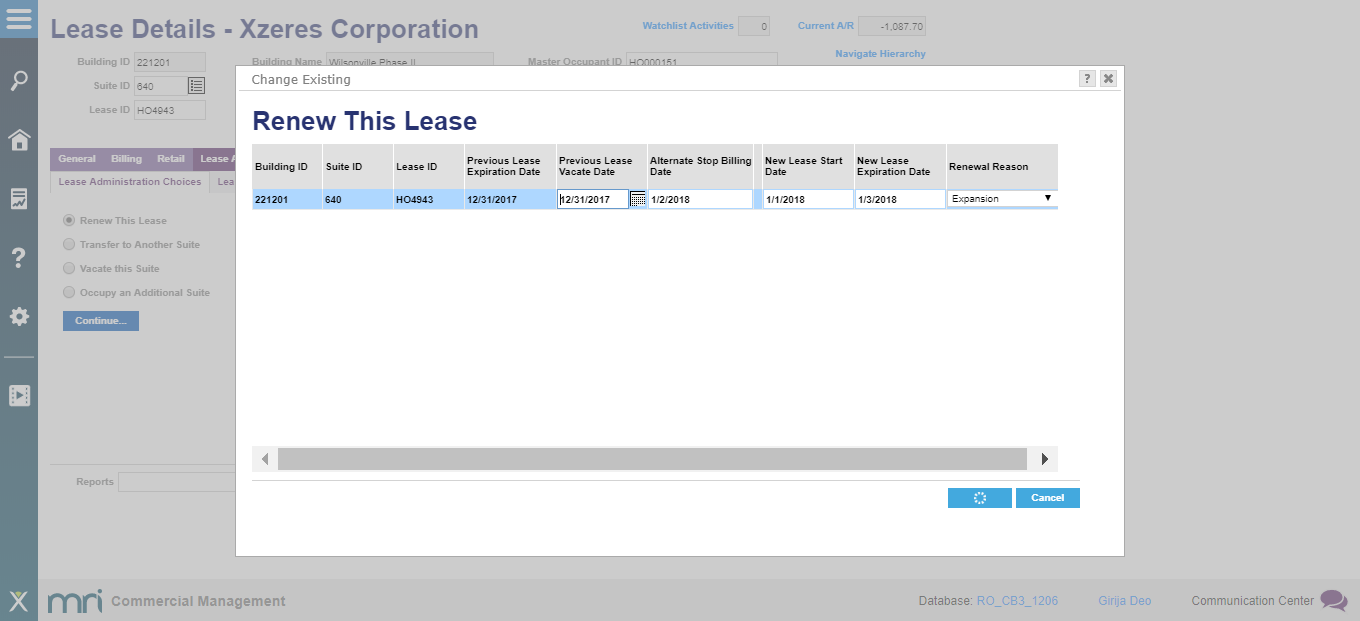 Lease Details - Xzeres Corporation
Watchlist Activities 0 Current A/R -1,087.70
Navigate Hierarchy
Building ID 221201 Building Name Wilsonville Phase II Master Occupant ID HO000151
Suite ID 640
Lease ID HO4943
General Billing Retail Lease A
Lease Administration Choices Lea
Renew This Lease
Transfer to Another Suite
Vacate this Suite
Occupy an Additional Suite
Continue...
Reports
Change Existing ?
Renew This Lease
Building ID Suite ID Lease ID Previous Lease Expiration Date Previous Lease Vacate Date Alternate Stop Billing Date New Lease Start Date New Lease Expiration Date Renewal Reason
221201 640 HO4943 12/31/2017 12/31/2017 1/2/2018 1/1/2018 1/3/2018 Expansion
Cancel
mri Commercial Management Database: RO_CB3_1206 Girija Deo Communication Center